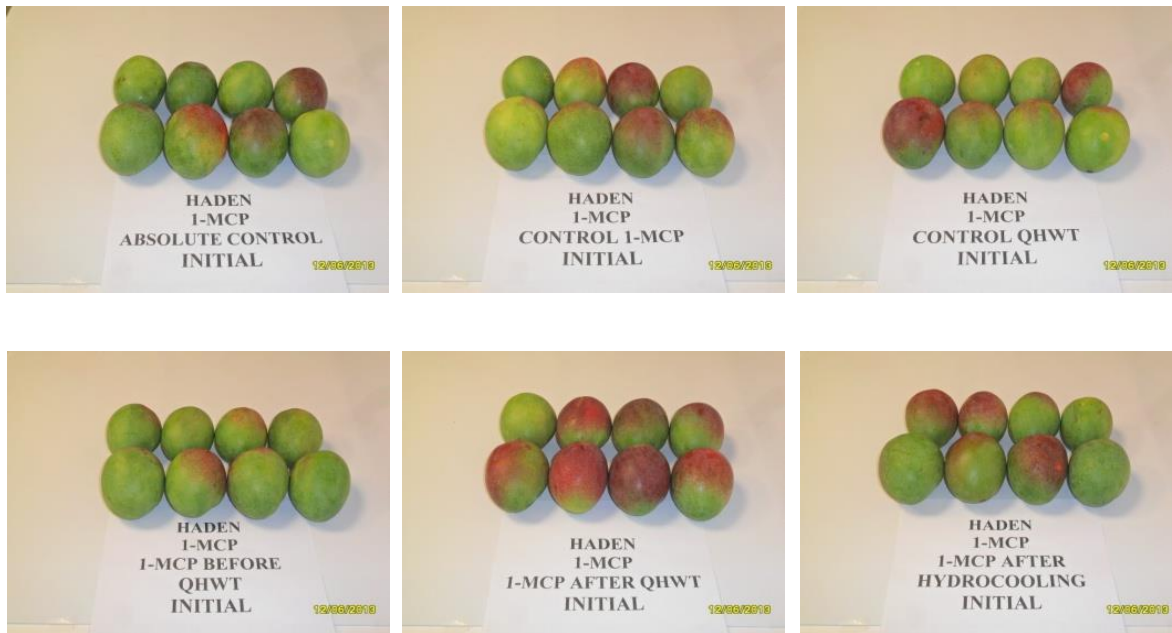 HADEN
1-MCP
ABSOLUTE CONTROL
INITIAL
12/06/2013
HADEN
1-MCP
CONTROL 1-MCP
INITIAL
12/06/2013
HADEN
1-MCP
CONTROL QHWT
INITIAL
12/06/2013
HADEN
1-MCP
1-MCP BEFORE
QHWT
INITIAL
12/06/2013
HADEN
1-MCP
1-MCP AFTER QHWT
INITIAL
12/06/2013
HADEN
1-MCP
1-MCP AFTER
HYDROCOOLING
INITIAL
12/06/2013